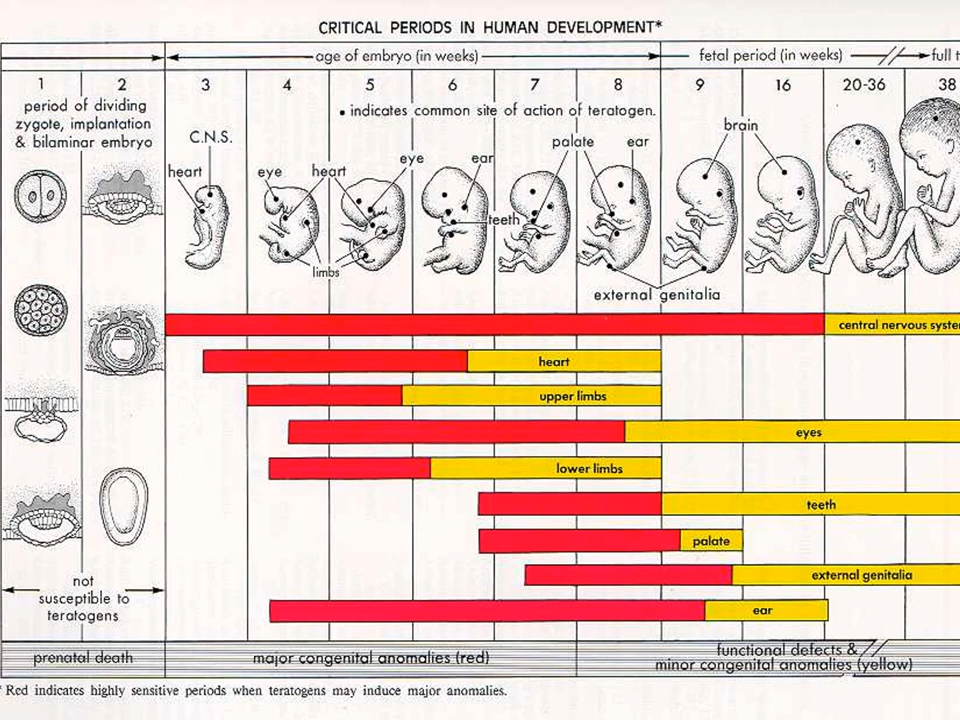 CRITICAL PERIODS IN HUMAN DEVELOPMENT*
age of embryo (in weeks)
fetal period (in weeks)
full
1 2 3 4 5 6 7 8 9 16 20-36 38
period of dividing
zygote, implantation
& bilaminar embryo
• indicates common site of action of teratogen.
C.N.S.
heart
eye
heart
eye
ear
palate
ear
brain
teeth
limbs
external genitalia
central nervous
heart
upper limbs
eyes
lower limbs
teeth
palate
external genitalia
ear
not
susceptible to
teratogens
prenatal death
major congenital anomalies (red)
functional defects &
minor congenital anomalies (yellow)
* Red indicates highly sensitive periods when teratogens may induce major anomalies.